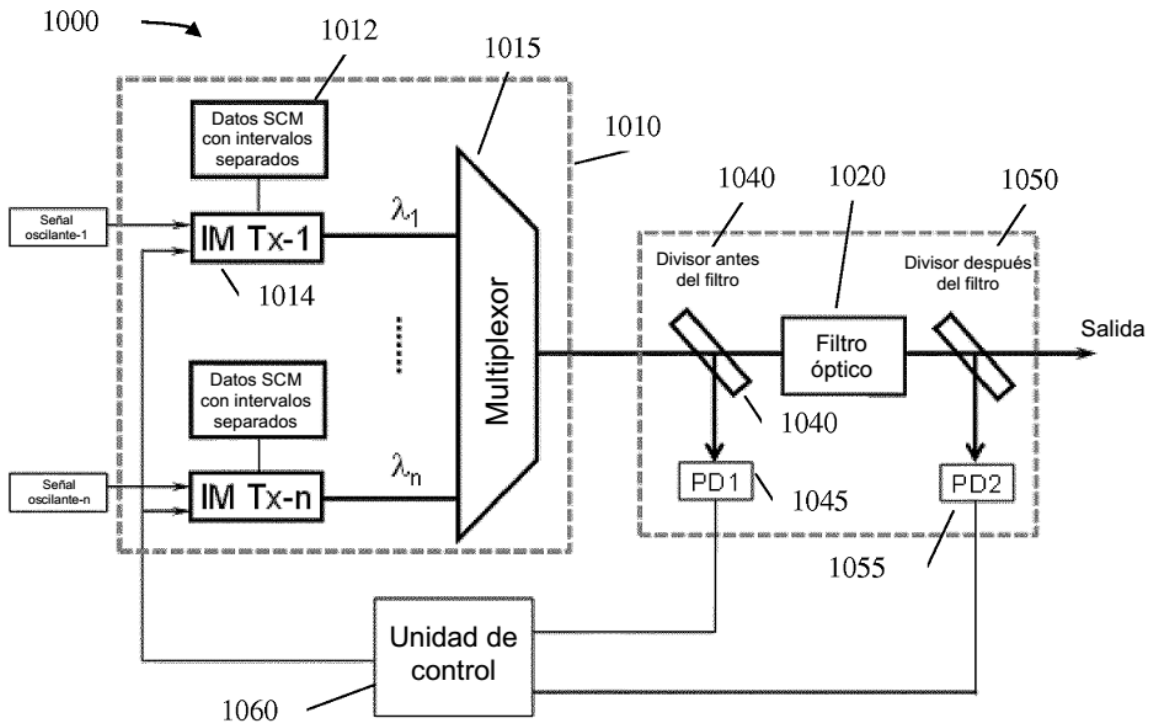 1000
1012
1015
Datos SCM
con intervalos
separados
1010
1040
1020
1050
Señal
oscilante-1
IM Tx-1
λ1
Divisor antes
del filtro
Divisor después
del filtro
1014
Multiplexor
Filtro
óptico
Salida
Datos SCM
con intervalos
separados
1040
Señal
oscilante-n
IM Tx-n
λn
PD1
1045
PD2
1055
Unidad de
control
1060